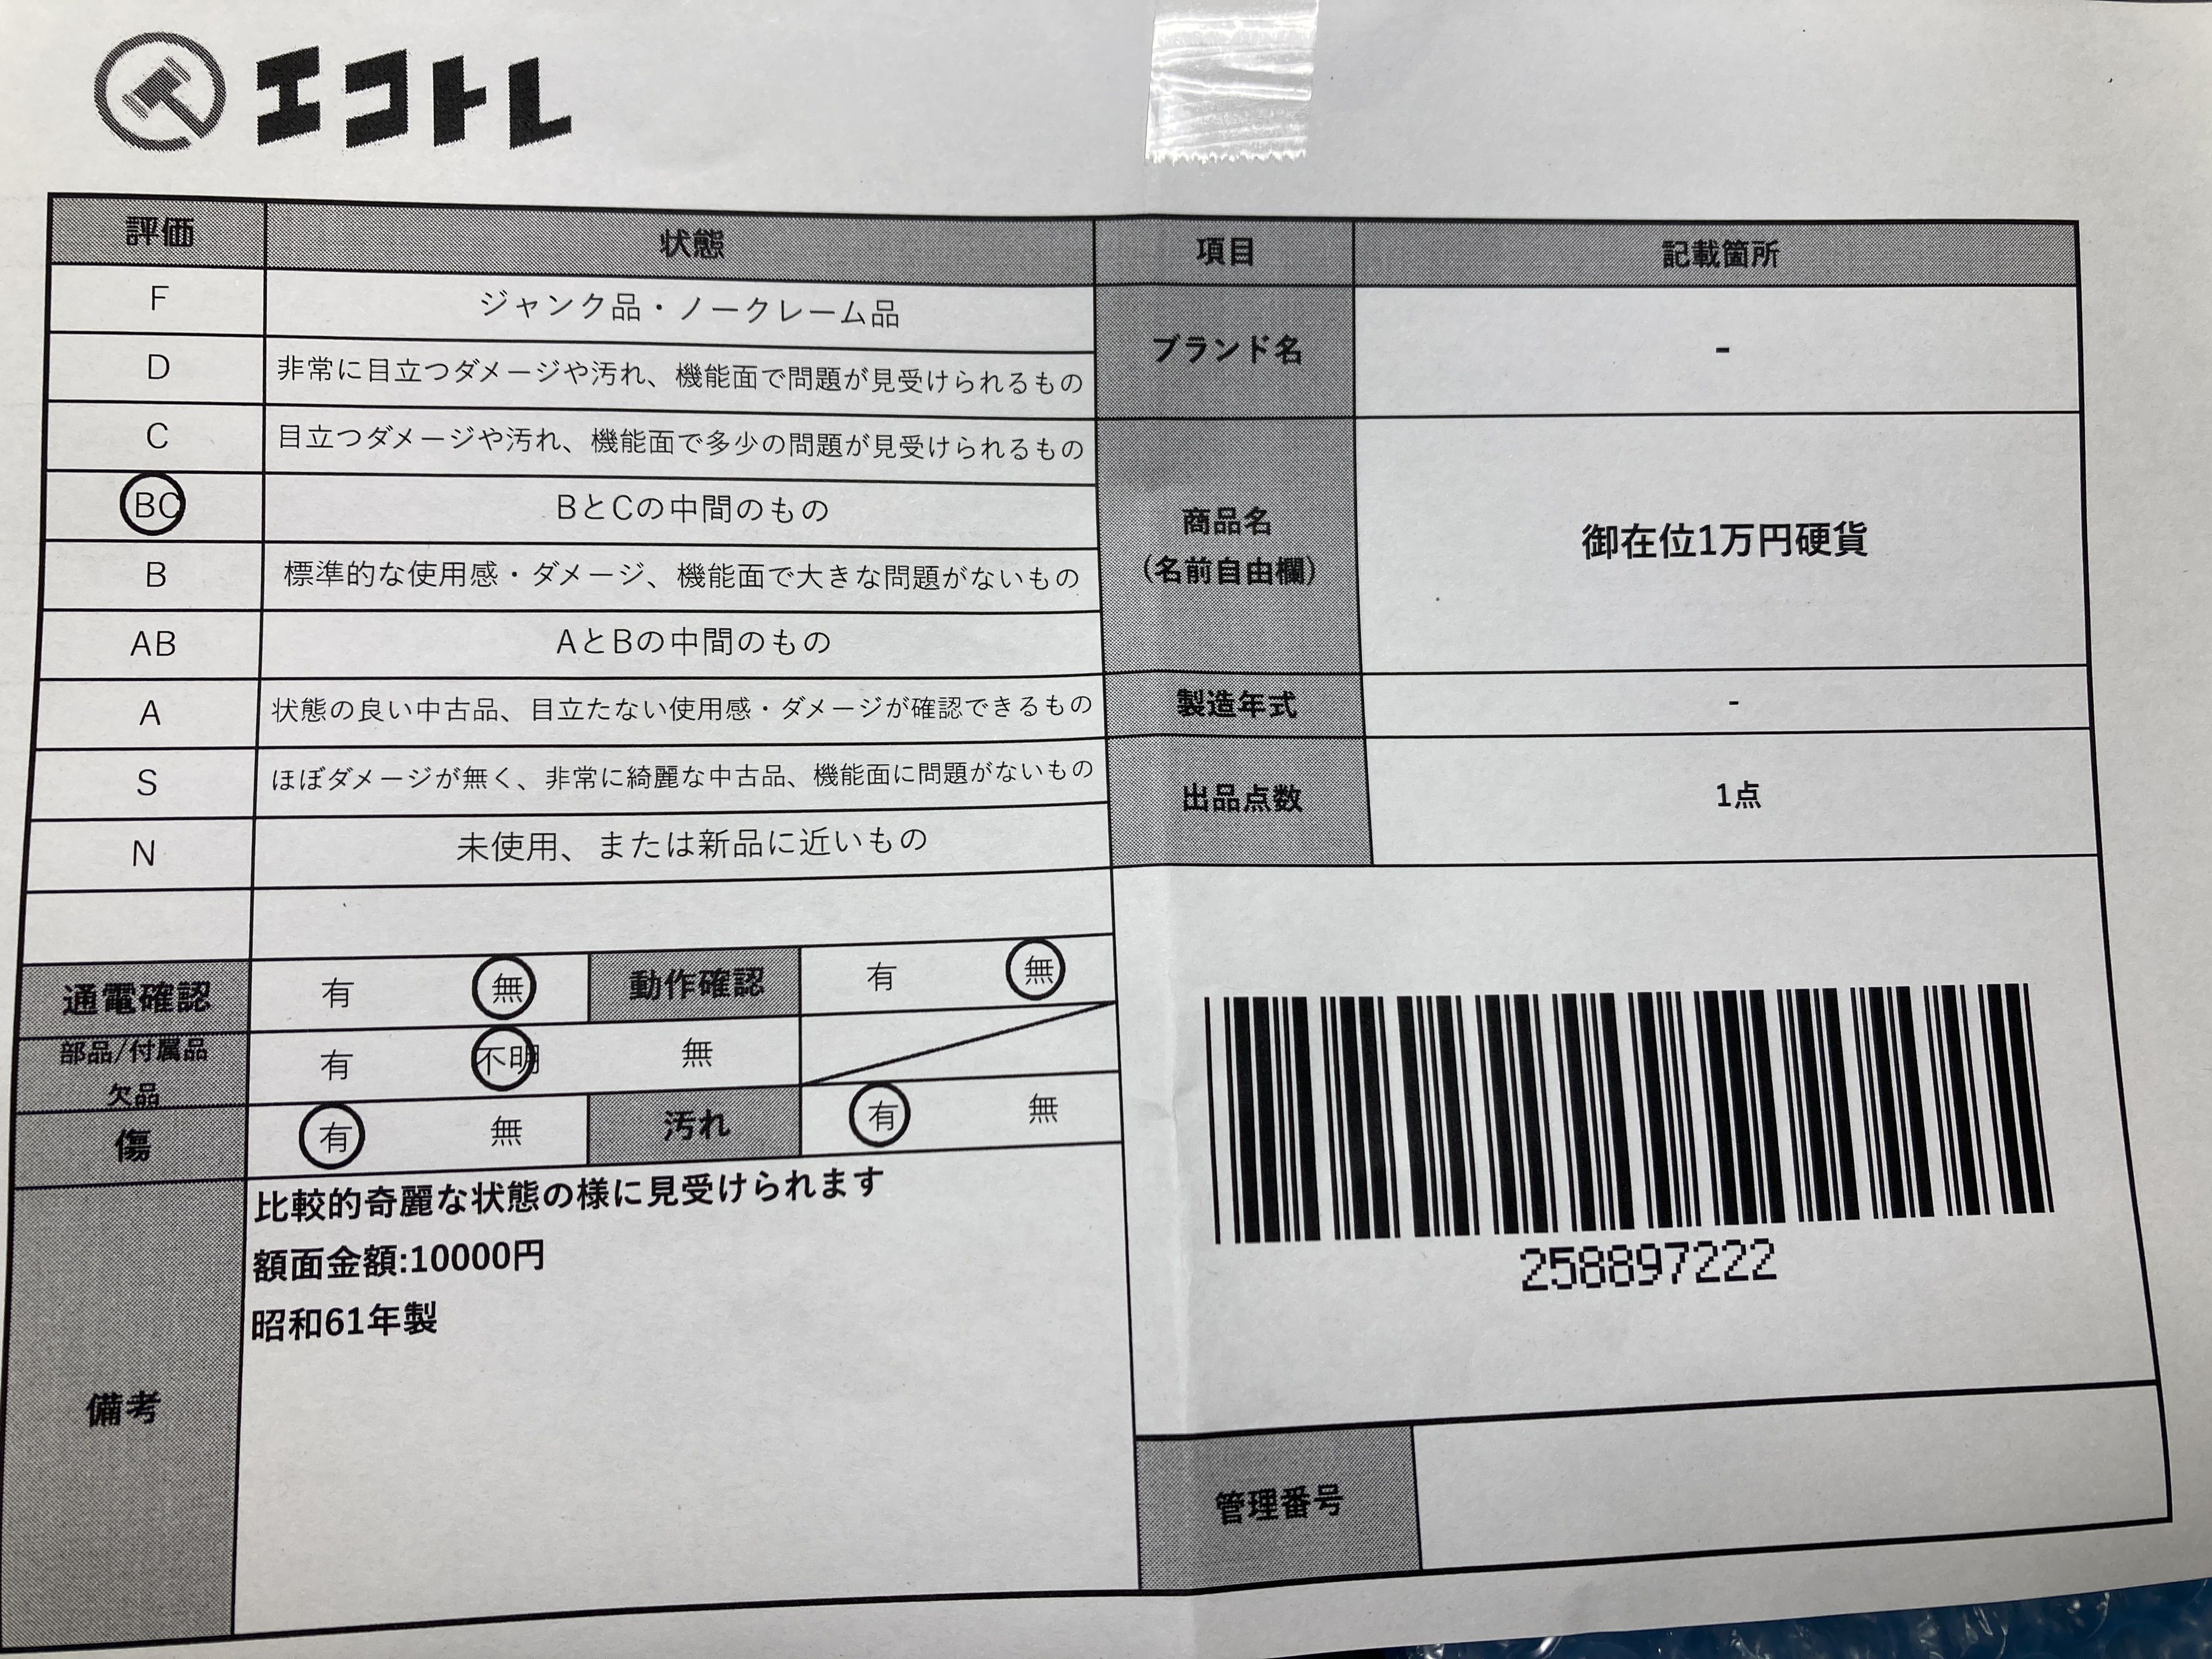 エコトレ
評価 状態
F ジャンク品・ノークレーム品
D 非常に目立つダメージや汚れ、機能面で問題が見受けられるもの
C 目立つダメージや汚れ、機能面で多少の問題が見受けられるもの
BC BとCの中間のもの
B 標準的な使用感・ダメージ、機能面で大きな問題がないもの
AB AとBの中間のもの
A 状態の良い中古品、目立たない使用感・ダメージが確認できるもの
S ほぼダメージが無く、非常に綺麗な中古品、機能面に問題がないもの
N 未使用、または新品に近いもの
通電確認 有 無 動作確認 有 無
部品/付属品
欠品 有 不明 無
傷 有 無 汚れ 有 無
備考
比較的奇麗な状態の様に見受けられます
額面金額:10000円
昭和61年製
項目 記載箇所
ブランド名 -
商品名
(名前自由欄)
御在位1万円硬貨
製造年式 -
出品点数 1点
258897222
管理番号